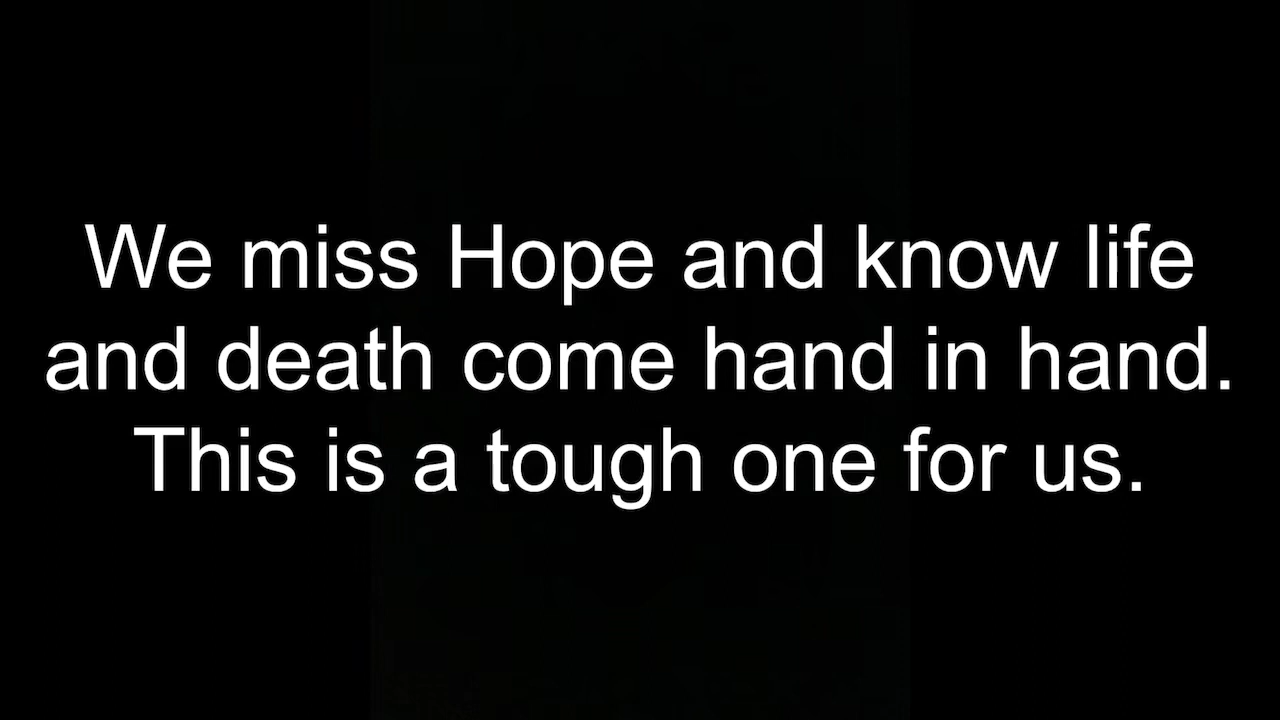 We miss Hope and know life
and death come hand in hand.
This is a tough one for us.